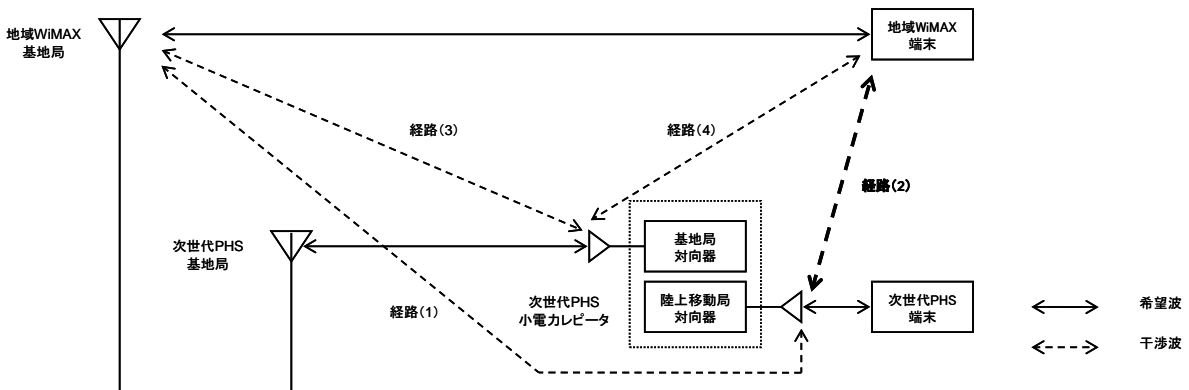 地域WiMAX
基地局
地域WiMAX
端末
経路(3)
経路(4)
経路(2)
次世代PHS
基地局
基地局
対向器
次世代PHS
小電力レピータ
陸上移動局
対向器
次世代PHS
端末
経路(1)
希望波
干渉波